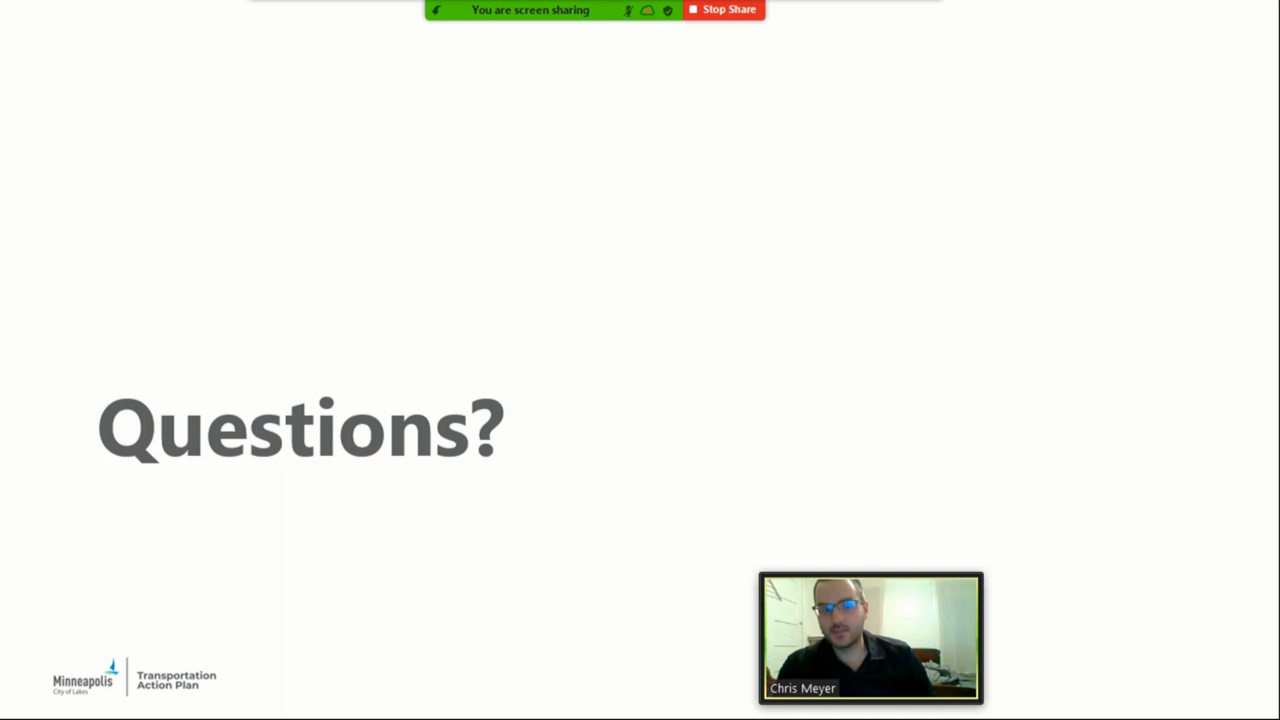 You are screen sharing
Stop Share
Questions?
Minneapolis
City of Lakes
Transportation
Action Plan
Chris Meyer